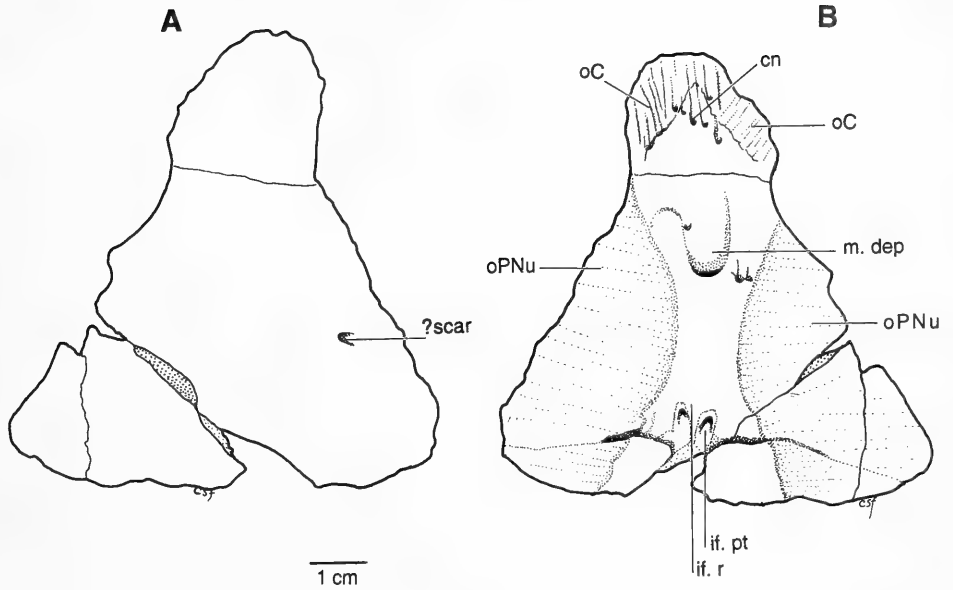 A
B
cn
oC
oC
m. dep
oPNu
oPNu
?scar
csf
csf
if. pt
if. r
1 cm